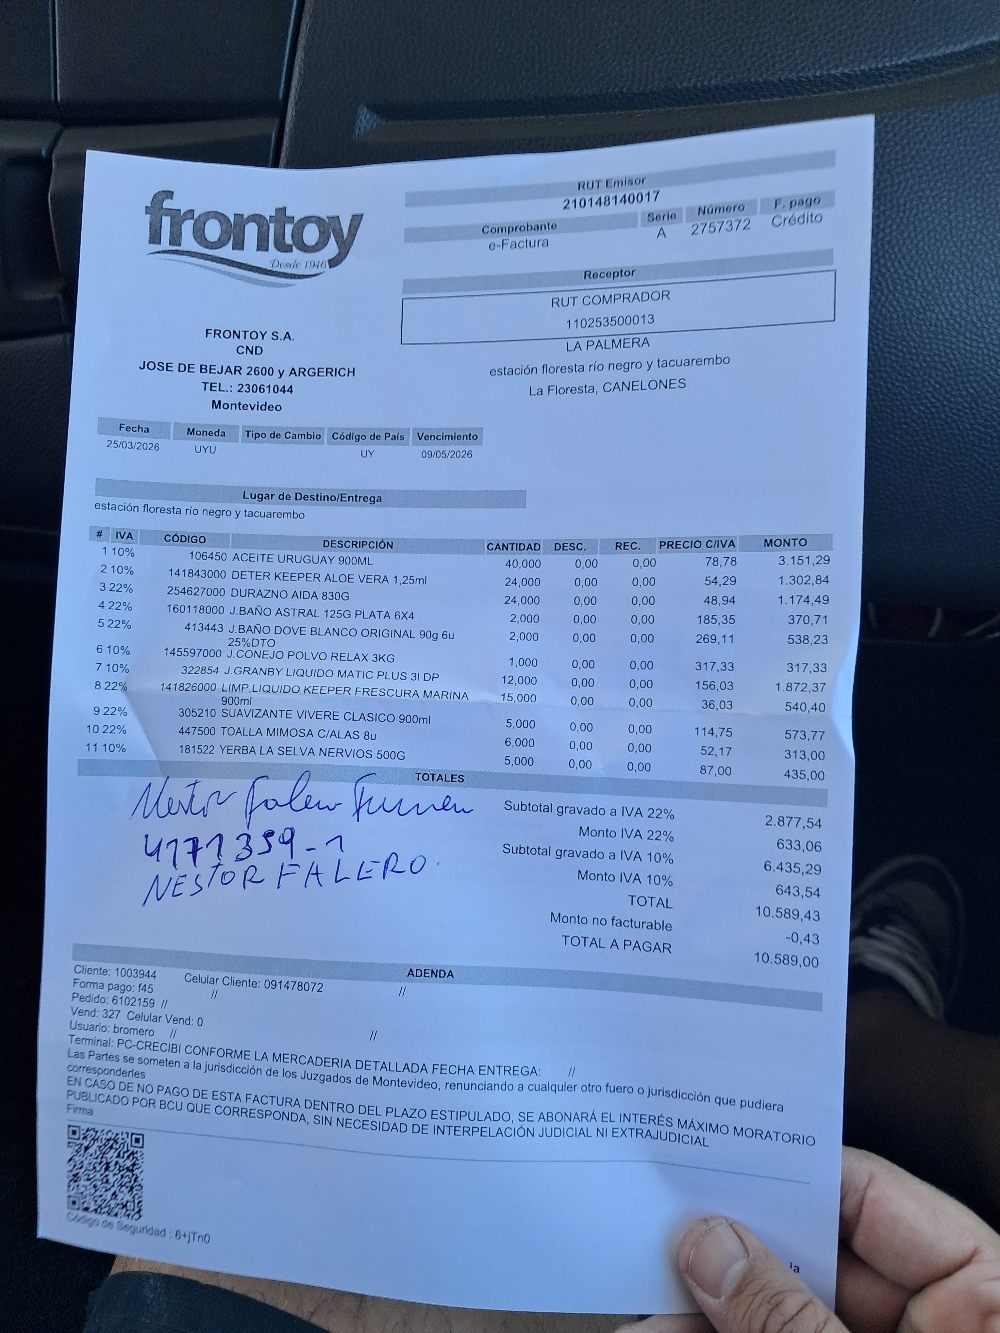 frontoy
Desde 1946
FRONTOY S.A.
CND
JOSE DE BEJAR 2600 y ARGERICH
TEL.: 23061044
Montevideo
RUT Emisor
210148140017
Comprobante Serie Número F. pago
e-Factura A 2757372 Crédito
Receptor
RUT COMPRADOR
110253500013
LA PALMERA
estación floresta río negro y tacuarembo
La Floresta, CANELONES
Fecha Moneda Tipo de Cambio Código de País Vencimiento
25/03/2026 UYU UY 09/05/2026
Lugar de Destino/Entrega
estación floresta río negro y tacuarembo
# IVA CÓDIGO DESCRIPCIÓN CANTIDAD DESC. REC. PRECIO C/IVA MONTO
1 10% 106450 ACEITE URUGUAY 900ML 40,000 0,00 0,00 78,78 3.151,29
2 10% 141843000 DETER KEEPER ALOE VERA 1,25ml 24,000 0,00 0,00 54,29 1.302,84
3 22% 254627000 DURAZNO AIDA 830G 24,000 0,00 0,00 48,94 1.174,49
4 22% 160118000 J.BAÑO ASTRAL 125G PLATA 6X4 2,000 0,00 0,00 185,35 370,71
5 22% 413443 J.BAÑO DOVE BLANCO ORIGINAL 90g 6u 2,000 0,00 0,00 269,11 538,23
25%DTO
6 10% 145597000 J.CONEJO POLVO RELAX 3KG 1,000 0,00 0,00 317,33 317,33
7 10% 322854 J.GRANBY LIQUIDO MATIC PLUS 3l DP 12,000 0,00 0,00 156,03 1.872,37
8 22% 141826000 LIMP.LIQUIDO KEEPER FRESCURA MARINA 15,000 0,00 0,00 36,03 540,40
900ml
9 22% 305210 SUAVIZANTE VIVERE CLASICO 900ml 5,000 0,00 0,00 114,75 573,77
10 22% 447500 TOALLA MIMOSA C/ALAS 8u 6,000 0,00 0,00 52,17 313,00
11 10% 181522 YERBA LA SELVA NERVIOS 500G 5,000 0,00 0,00 87,00 435,00
TOTALES
Subtotal gravado a IVA 22% 2.877,54
Monto IVA 22% 633,06
Subtotal gravado a IVA 10% 6.435,29
Monto IVA 10% 643,54
TOTAL 10.589,43
Monto no facturable -0,43
TOTAL A PAGAR 10.589,00
Nestor Falero
4171359-1
NESTOR FALERO
ADENDA
Cliente: 1003944 Celular Cliente: 091478072 //
Forma pago: f45 //
Pedido: 6102159 //
Vend: 327 Celular Vend: 0
Usuario: bromero // //
Terminal: PC-CRECIBI CONFORME LA MERCADERIA DETALLADA FECHA ENTREGA: //
Las Partes se someten a la jurisdicción de los Juzgados de Montevideo, renunciando a cualquier otro fuero o jurisdicción que pudiera
corresponderles
EN CASO DE NO PAGO DE ESTA FACTURA DENTRO DEL PLAZO ESTIPULADO, SE ABONARÁ EL INTERÉS MÁXIMO MORATORIO
PUBLICADO POR BCU QUE CORRESPONDA, SIN NECESIDAD DE INTERPELACIÓN JUDICIAL NI EXTRAJUDICIAL
Firma
Código de Seguridad : 6+jTn0